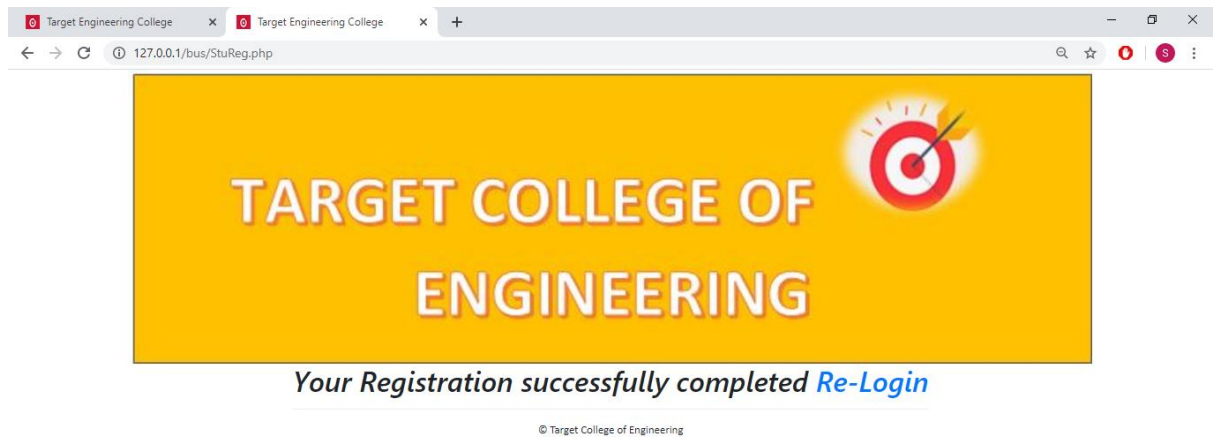 Target Engineering College
Target Engineering College
127.0.0.1/bus/StuReg.php
S
TARGET COLLEGE OF
ENGINEERING
Your Registration successfully completed Re-Login
© Target College of Engineering